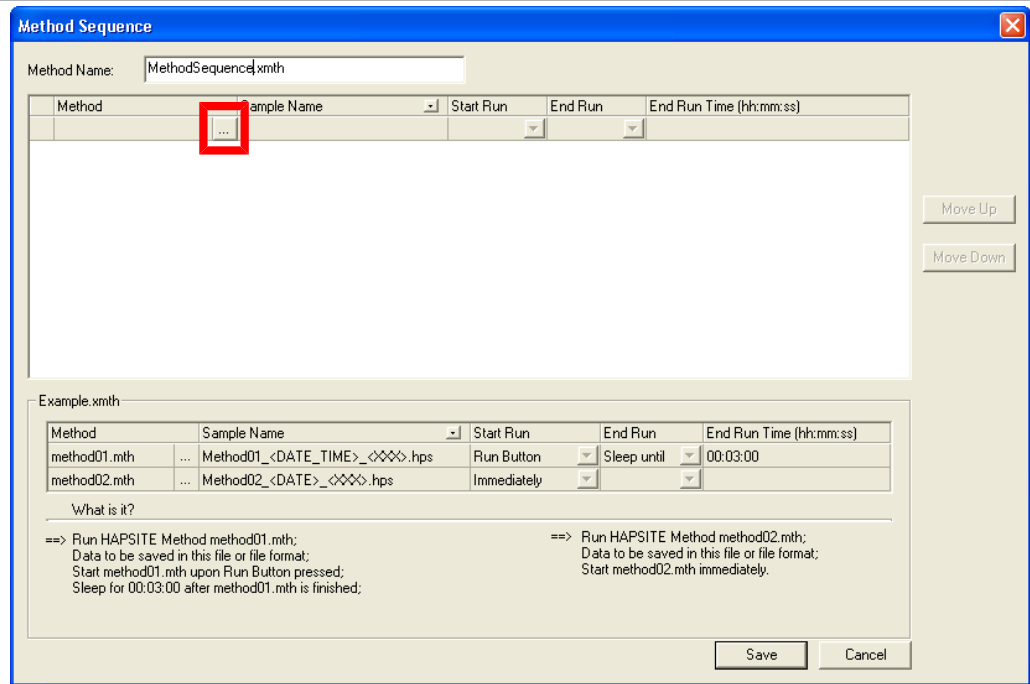 Method Sequence
Method Name: MethodSequence.xmth
Method Sample Name Start Run End Run End Run Time (hh:mm:ss)
...
Move Up
Move Down
Example.xmth
Method Sample Name Start Run End Run End Run Time (hh:mm:ss)
method01.mth ... Method01_<DATE_TIME>_<XXX>.hps Run Button Sleep until 00:03:00
method02.mth ... Method02_<DATE>_<XXX>.hps Immediately
What is it?
==> Run HAPSITE Method method01.mth;
Data to be saved in this file or file format;
Start method01.mth upon Run Button pressed;
Sleep for 00:03:00 after method01.mth is finished;
==> Run HAPSITE Method method02.mth;
Data to be saved in this file or file format;
Start method02.mth immediately.
Save Cancel